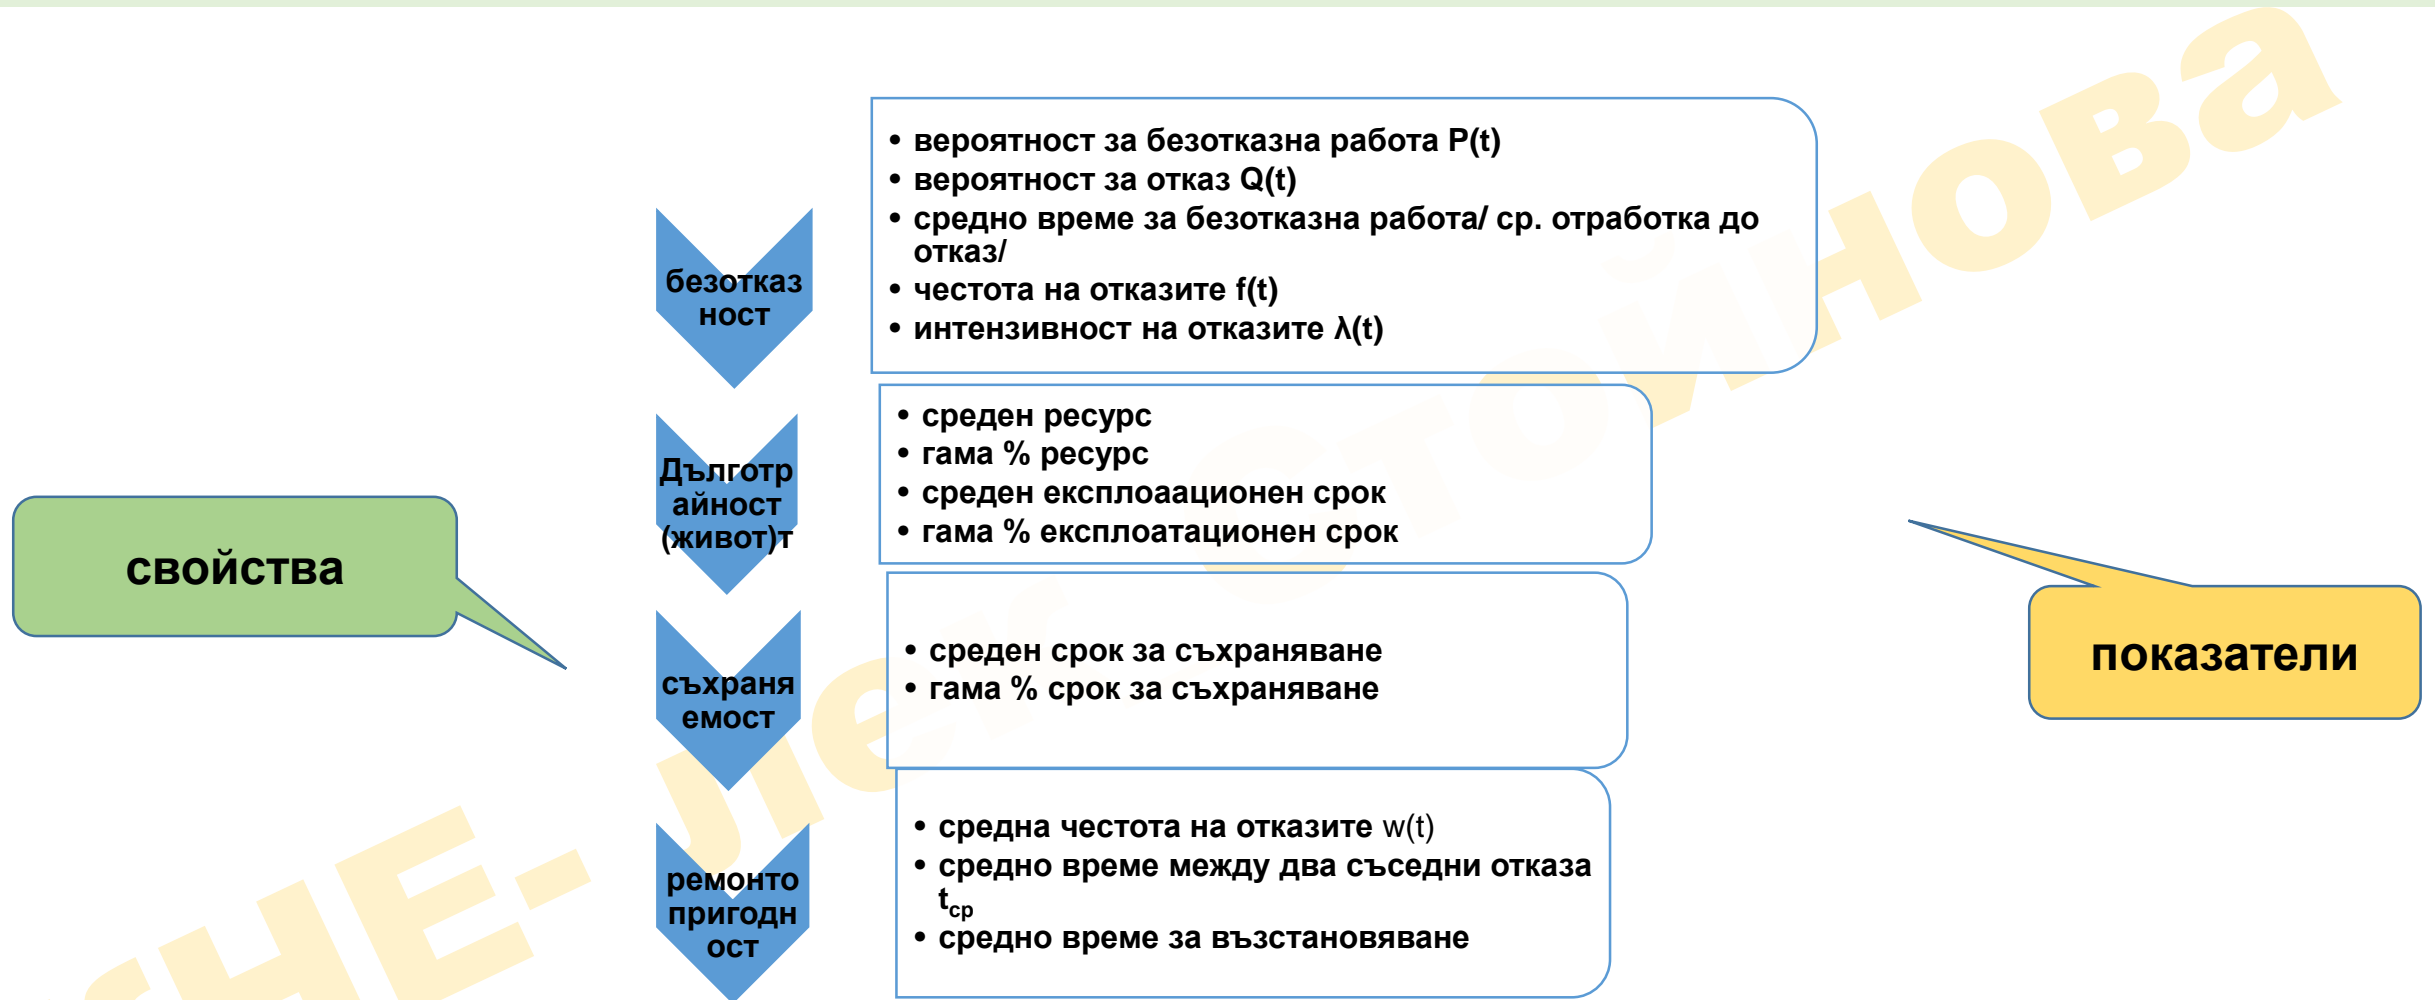 безотказ
ност
• вероятност за безотказна работа P(t)
• вероятност за отказ Q(t)
• средно време за безотказна работа/ ср. отработка до
отказ/
• честота на отказите f(t)
• интензивност на отказите λ(t)
Дълготр
айност
(живот)т
• среден ресурс
• гама % ресурс
• среден експлоаационен срок
• гама % експлоатационен срок
свойства
съхраня
емост
• среден срок за съхраняване
• гама % срок за съхраняване
показатели
ремонто
пригодн
ост
• средна честота на отказите w(t)
• средно време между два съседни отказа
tср
• средно време за възстановяване
НЕ- лек Стойнова